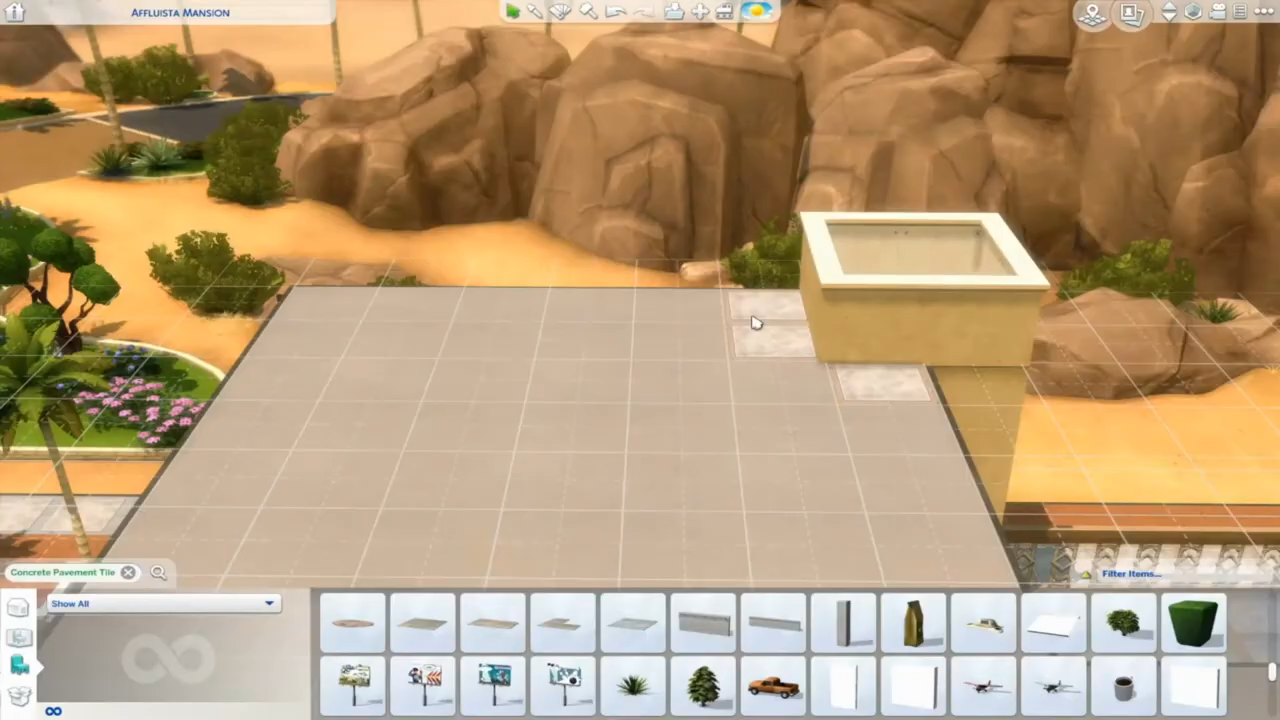 AFFLUISTA MANSION
Concrete Pavement Tile
Filter Items...
Show All